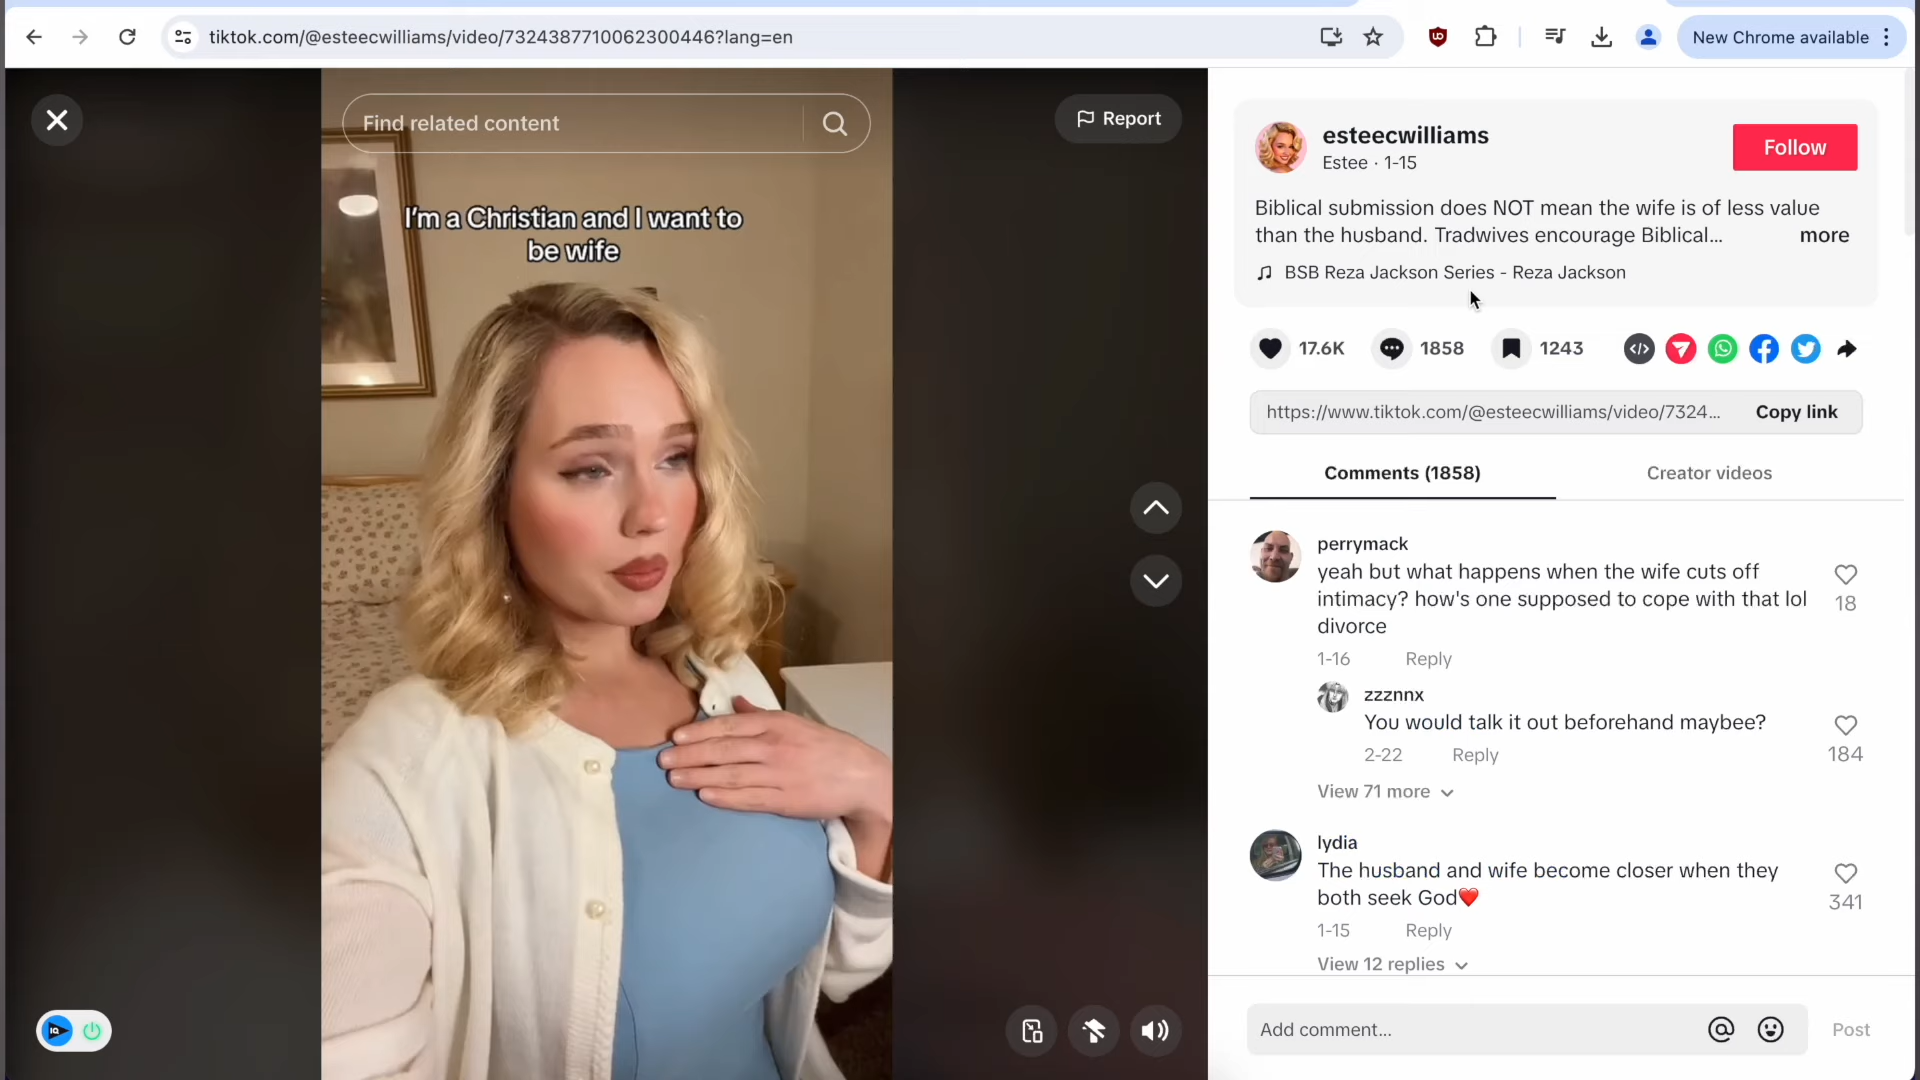 tiktok.com/@esteecwilliams/video/7324387710062300446?lang=en
New Chrome available
Find related content
Report
I'm a Christian and I want to
be wife
esteecwilliams
Estee · 1-15
Follow
Biblical submission does NOT mean the wife is of less value
than the husband. Tradwives encourage Biblical...
more
BSB Reza Jackson Series - Reza Jackson
17.6K
1858
1243
https://www.tiktok.com/@esteecwilliams/video/7324...
Copy link
Comments (1858)
Creator videos
perrymack
yeah but what happens when the wife cuts off
intimacy? how's one supposed to cope with that lol
divorce
18
1-16
Reply
zzznnx
You would talk it out beforehand maybee?
184
2-22
Reply
View 71 more
lydia
The husband and wife become closer when they
both seek God❤️
341
1-15
Reply
View 12 replies
IQ
Add comment...
Post